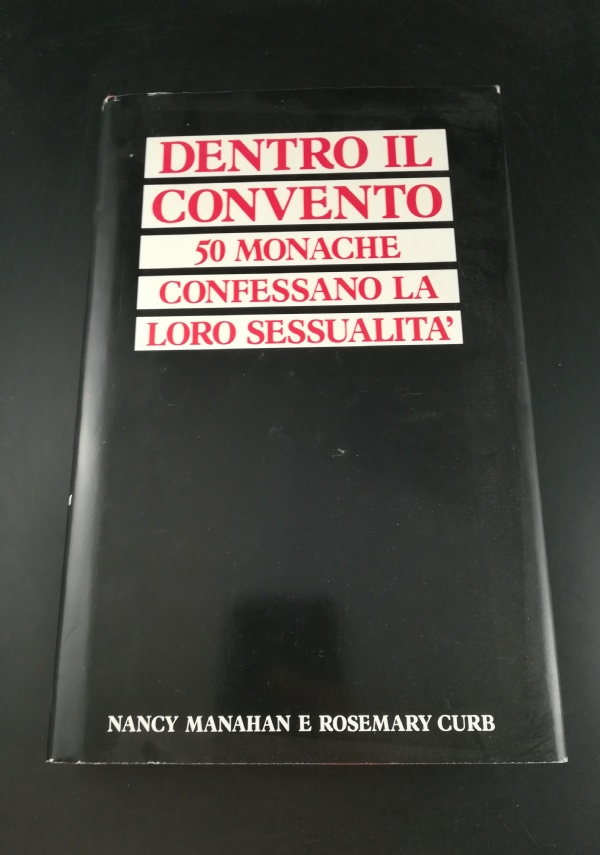 DENTRO IL
CONVENTO
50 MONACHE
CONFESSANO LA
LORO SESSUALITA'
NANCY MANAHAN E ROSEMARY CURB